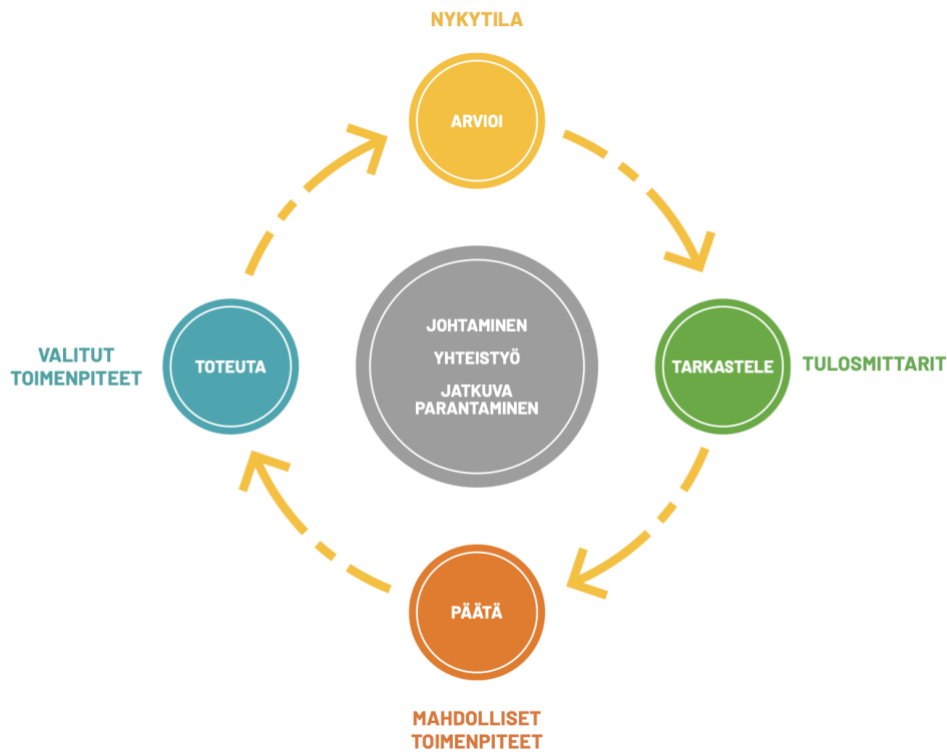 NYKYTILA
ARVIOI
JOHTAMINEN
YHTEISTYÖ
JATKUVA
PARANTAMINEN
VALITUT
TOIMENPITEET
TOTEUTA
TARKASTELE
TULOSMITTARIT
PÄÄTÄ
MAHDOLLISET
TOIMENPITEET